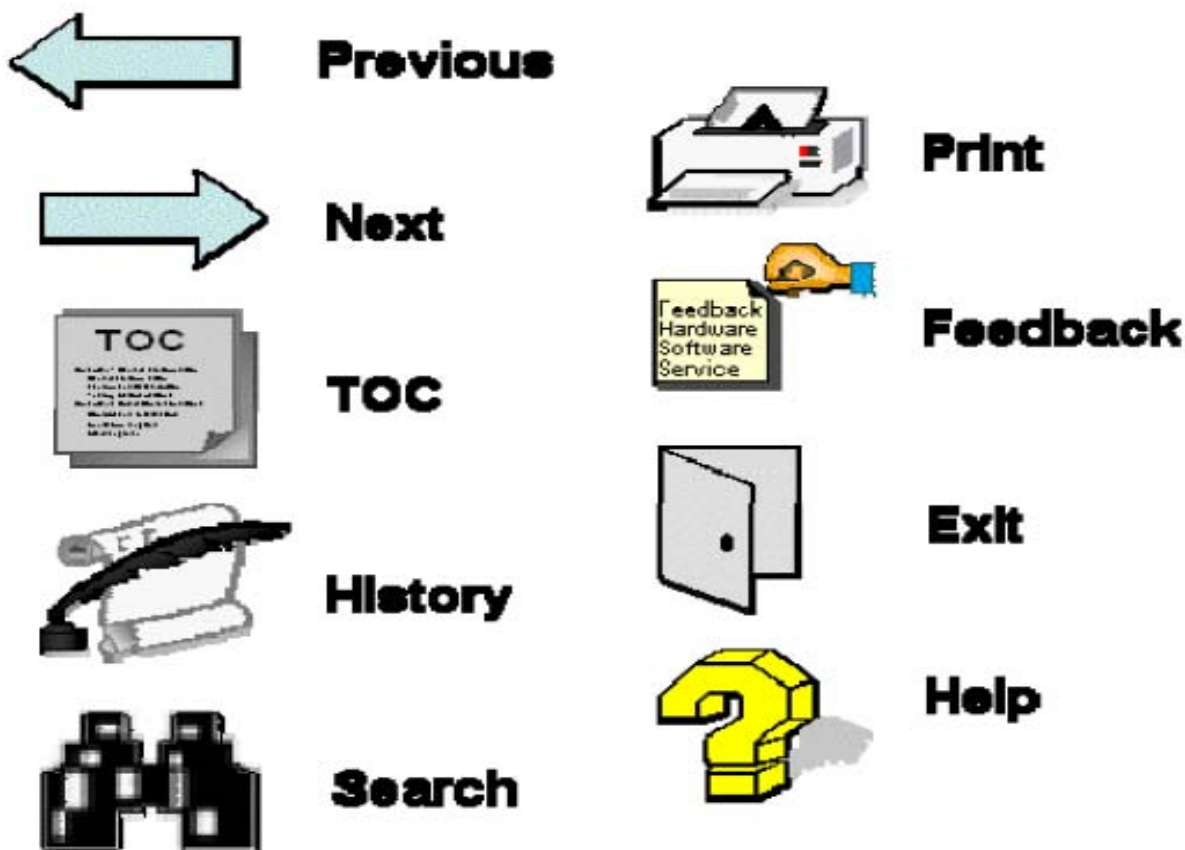 Previous
Next
TOC
TOC
History
Search
Print
Feedback
Hardware
Software
Service
Feedback
Exit
Help